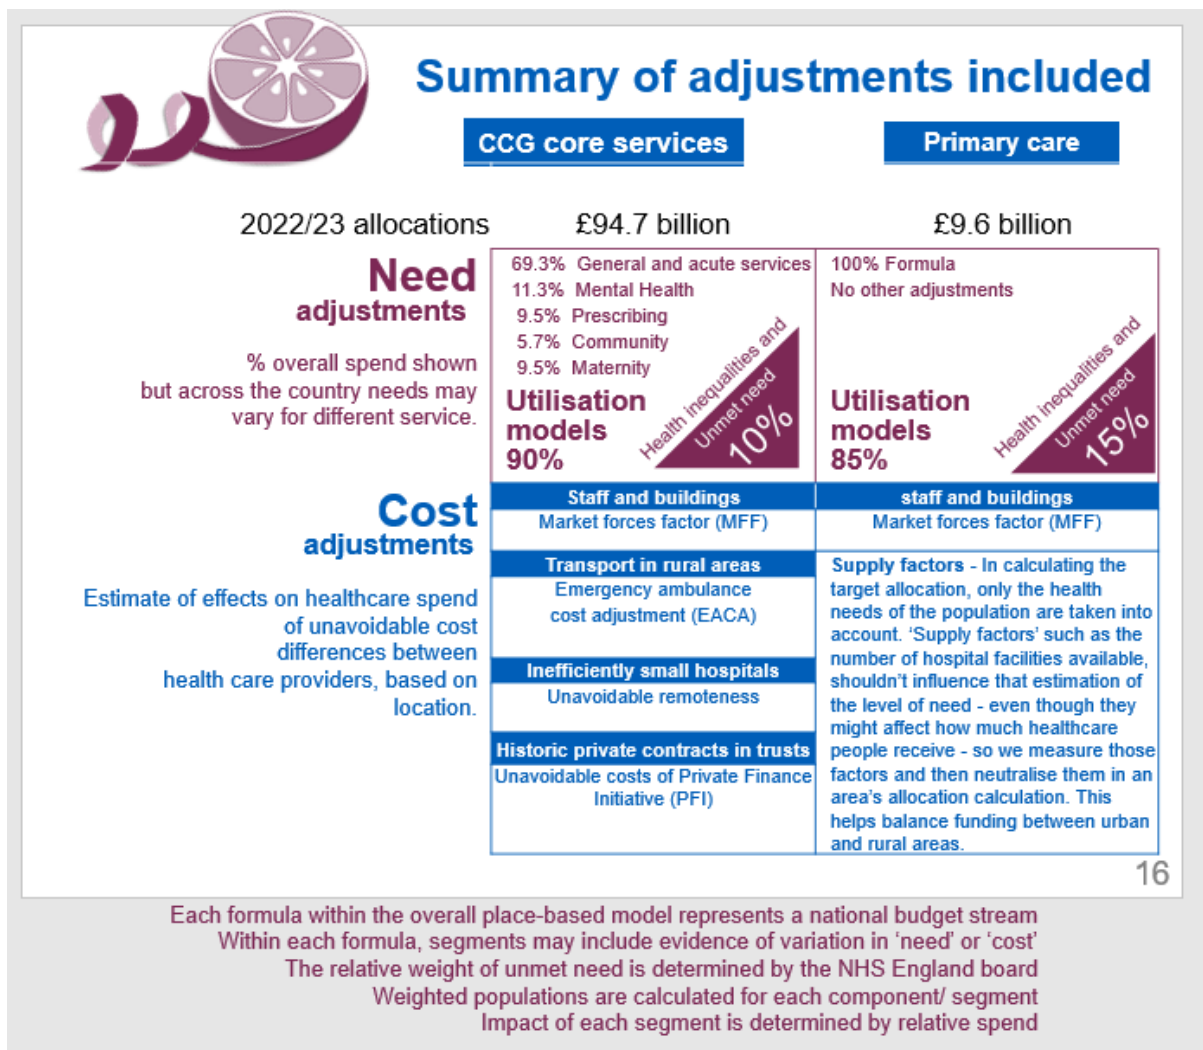 Summary of adjustments included
CCG core services
Primary care
2022/23 allocations
£94.7 billion
£9.6 billion
Need
adjustments
% overall spend shown
but across the country needs may
vary for different service.
69.3% General and acute services
11.3% Mental Health
9.5% Prescribing
5.7% Community
9.5% Maternity
Utilisation
models
90%
Health inequalities and
Unmet need
10%
100% Formula
No other adjustments
Utilisation
models
85%
Health inequalities and
Unmet need
15%
Cost
adjustments
Estimate of effects on healthcare spend
of unavoidable cost
differences between
health care providers, based on
location.
Staff and buildings
Market forces factor (MFF)
Transport in rural areas
Emergency ambulance
cost adjustment (EACA)
Inefficiently small hospitals
Unavoidable remoteness
Historic private contracts in trusts
Unavoidable costs of Private Finance
Initiative (PFI)
staff and buildings
Market forces factor (MFF)
Supply factors - In calculating the
target allocation, only the health
needs of the population are taken into
account. ‘Supply factors’ such as the
number of hospital facilities available,
shouldn’t influence that estimation of
the level of need - even though they
might affect how much healthcare
people receive - so we measure those
factors and then neutralise them in an
area’s allocation calculation. This
helps balance funding between urban
and rural areas.
16
Each formula within the overall place-based model represents a national budget stream
Within each formula, segments may include evidence of variation in ‘need’ or ‘cost’
The relative weight of unmet need is determined by the NHS England board
Weighted populations are calculated for each component/ segment
Impact of each segment is determined by relative spend